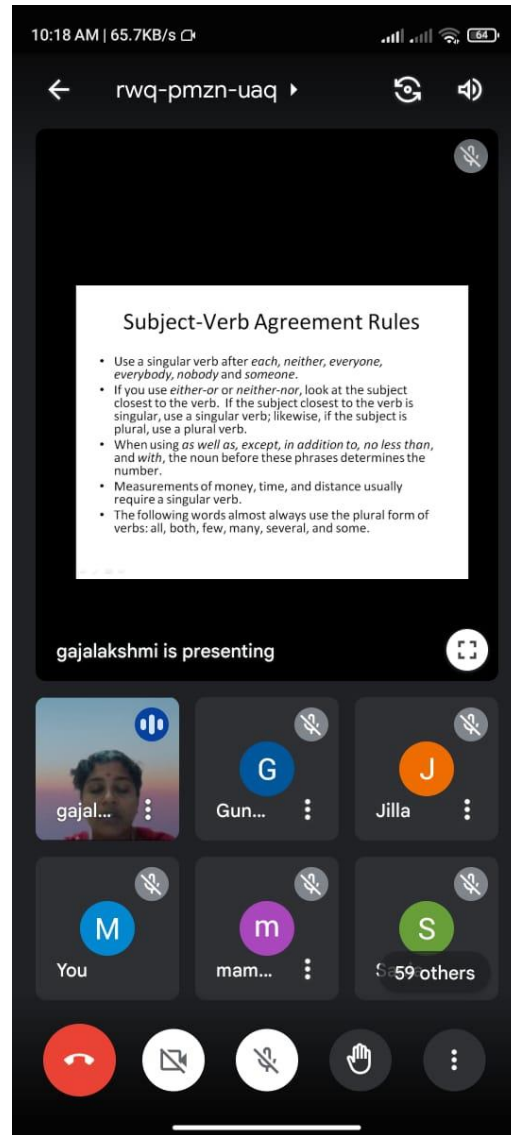 10:18 AM | 65.7KB/s
64
rwq-pmzn-uaq
Subject-Verb Agreement Rules
• Use a singular verb after each, neither, everyone,
everybody, nobody and someone.
• If you use either-or or neither-nor, look at the subject
closest to the verb. If the subject closest to the verb is
singular, use a singular verb; likewise, if the subject is
plural, use a plural verb.
• When using as well as, except, in addition to, no less than,
and with, the noun before these phrases determines the
number.
• Measurements of money, time, and distance usually
require a singular verb.
• The following words almost always use the plural form of
verbs: all, both, few, many, several, and some.
gajalakshmi is presenting
G
J
gajal...
Gun...
Jilla
M
m
S
You
mam...
59 others